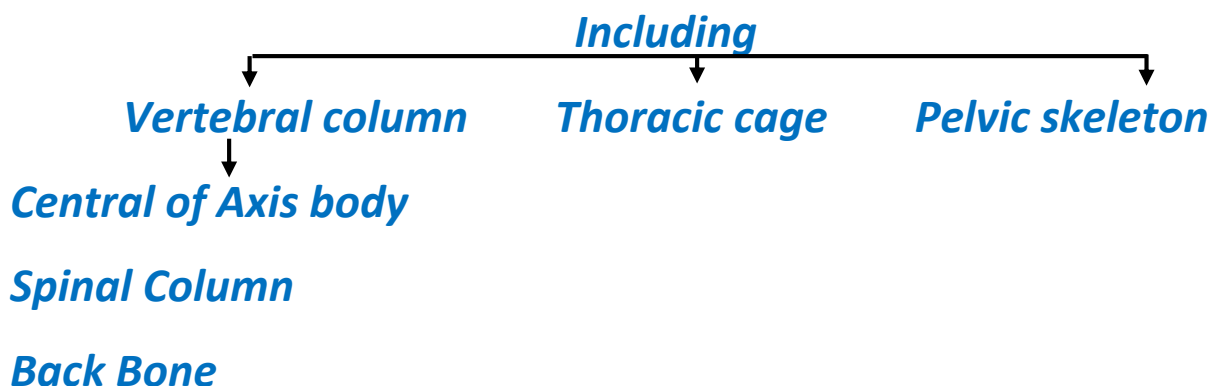 Including
Vertebral column Thoracic cage Pelvic skeleton
Central of Axis body
Spinal Column
Back Bone